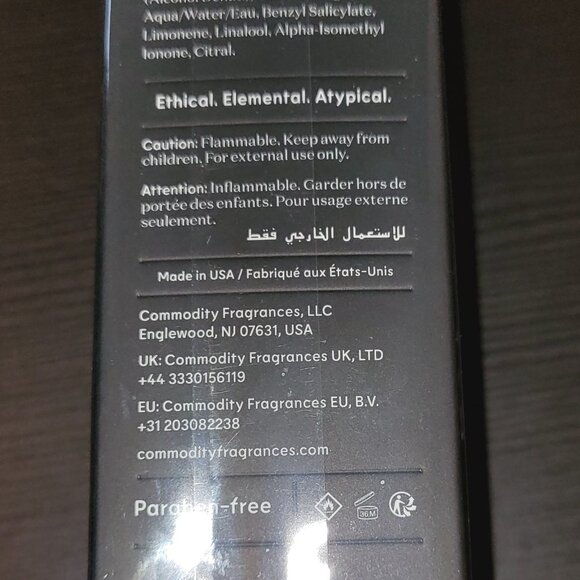 Aqua/Water/Eau, Benzyl Salicylate,
Limonene, Linalool, Alpha-Isomethyl
Ionone, Citral.
Ethical. Elemental. Atypical.
Caution: Flammable. Keep away from
children. For external use only.
Attention: Inflammable. Garder hors de
portée des enfants. Pour usage externe
seulement.
للاستعمال الخارجي فقط
Made in USA / Fabriqué aux États-Unis
Commodity Fragrances, LLC
Englewood, NJ 07631, USA
UK: Commodity Fragrances UK, LTD
+44 3330156119
EU: Commodity Fragrances EU, B.V.
+31 203082238
commodityfragrances.com
Paraben-free
36M